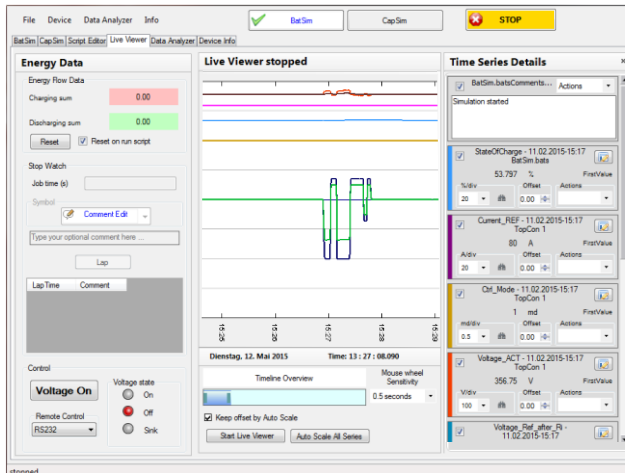 File Device Data Analyzer Info
BatSim CapSim STOP
BatSim CapSim Script Editor Live Viewer Data Analyzer Device Info
Energy Data
Energy Flow Data
Charging sum 0.00
Discharging sum 0.00
Reset Reset on run script
Stop Watch
Job time (s)
Symbol
Comment Edit
Type your optional comment here ...
Lap
Lap Time Comment
Control
Voltage On
Voltage state
On
Off
Sink
Remote Control
RS232
Live Viewer stopped
15:25 15:26 15:27 15:28 15:29
Dienstag, 12. Mai 2015 Time: 13 : 27 : 08.090
Timeline Overview
Mouse wheel
Sensitivity
0.5 seconds
Keep offset by Auto Scale
Start Live Viewer Auto Scale All Series
Time Series Details
BatSim.batsComments... Actions
Simulation started
StateOfCharge - 11.02.2015-15:17
BatSim.bats
53.797 % FirstValue
%/div Offset Actions
20 0.00
Current_REF - 11.02.2015-15:17
TopCon 1
80 A FirstValue
A/div Offset Actions
20 0.00
Ctrl_Mode - 11.02.2015-15:17
TopCon 1
1 md FirstValue
md/div Offset Actions
0.5 0.00
Voltage_ACT - 11.02.2015-15:17
TopCon 1
356.75 V FirstValue
V/div Offset Actions
100 0.00
Voltage_Ref_after_Ri -
11.02.2015-15:17
stopped